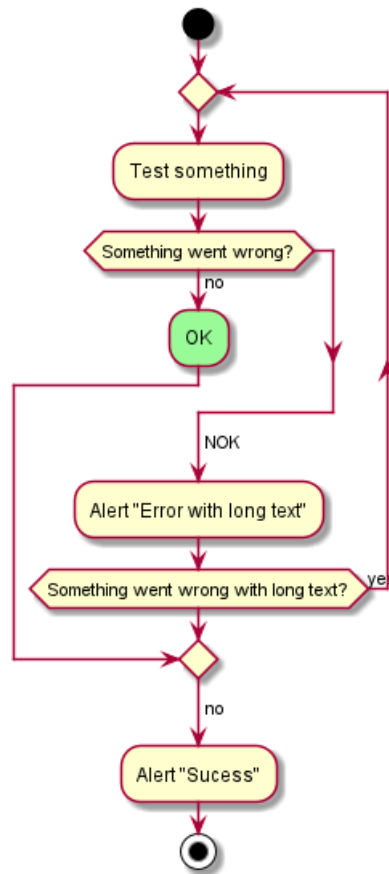 Test something
Something went wrong?
no
OK
NOK
Alert "Error with long text"
Something went wrong with long text?
ye
no
Alert "Sucess"